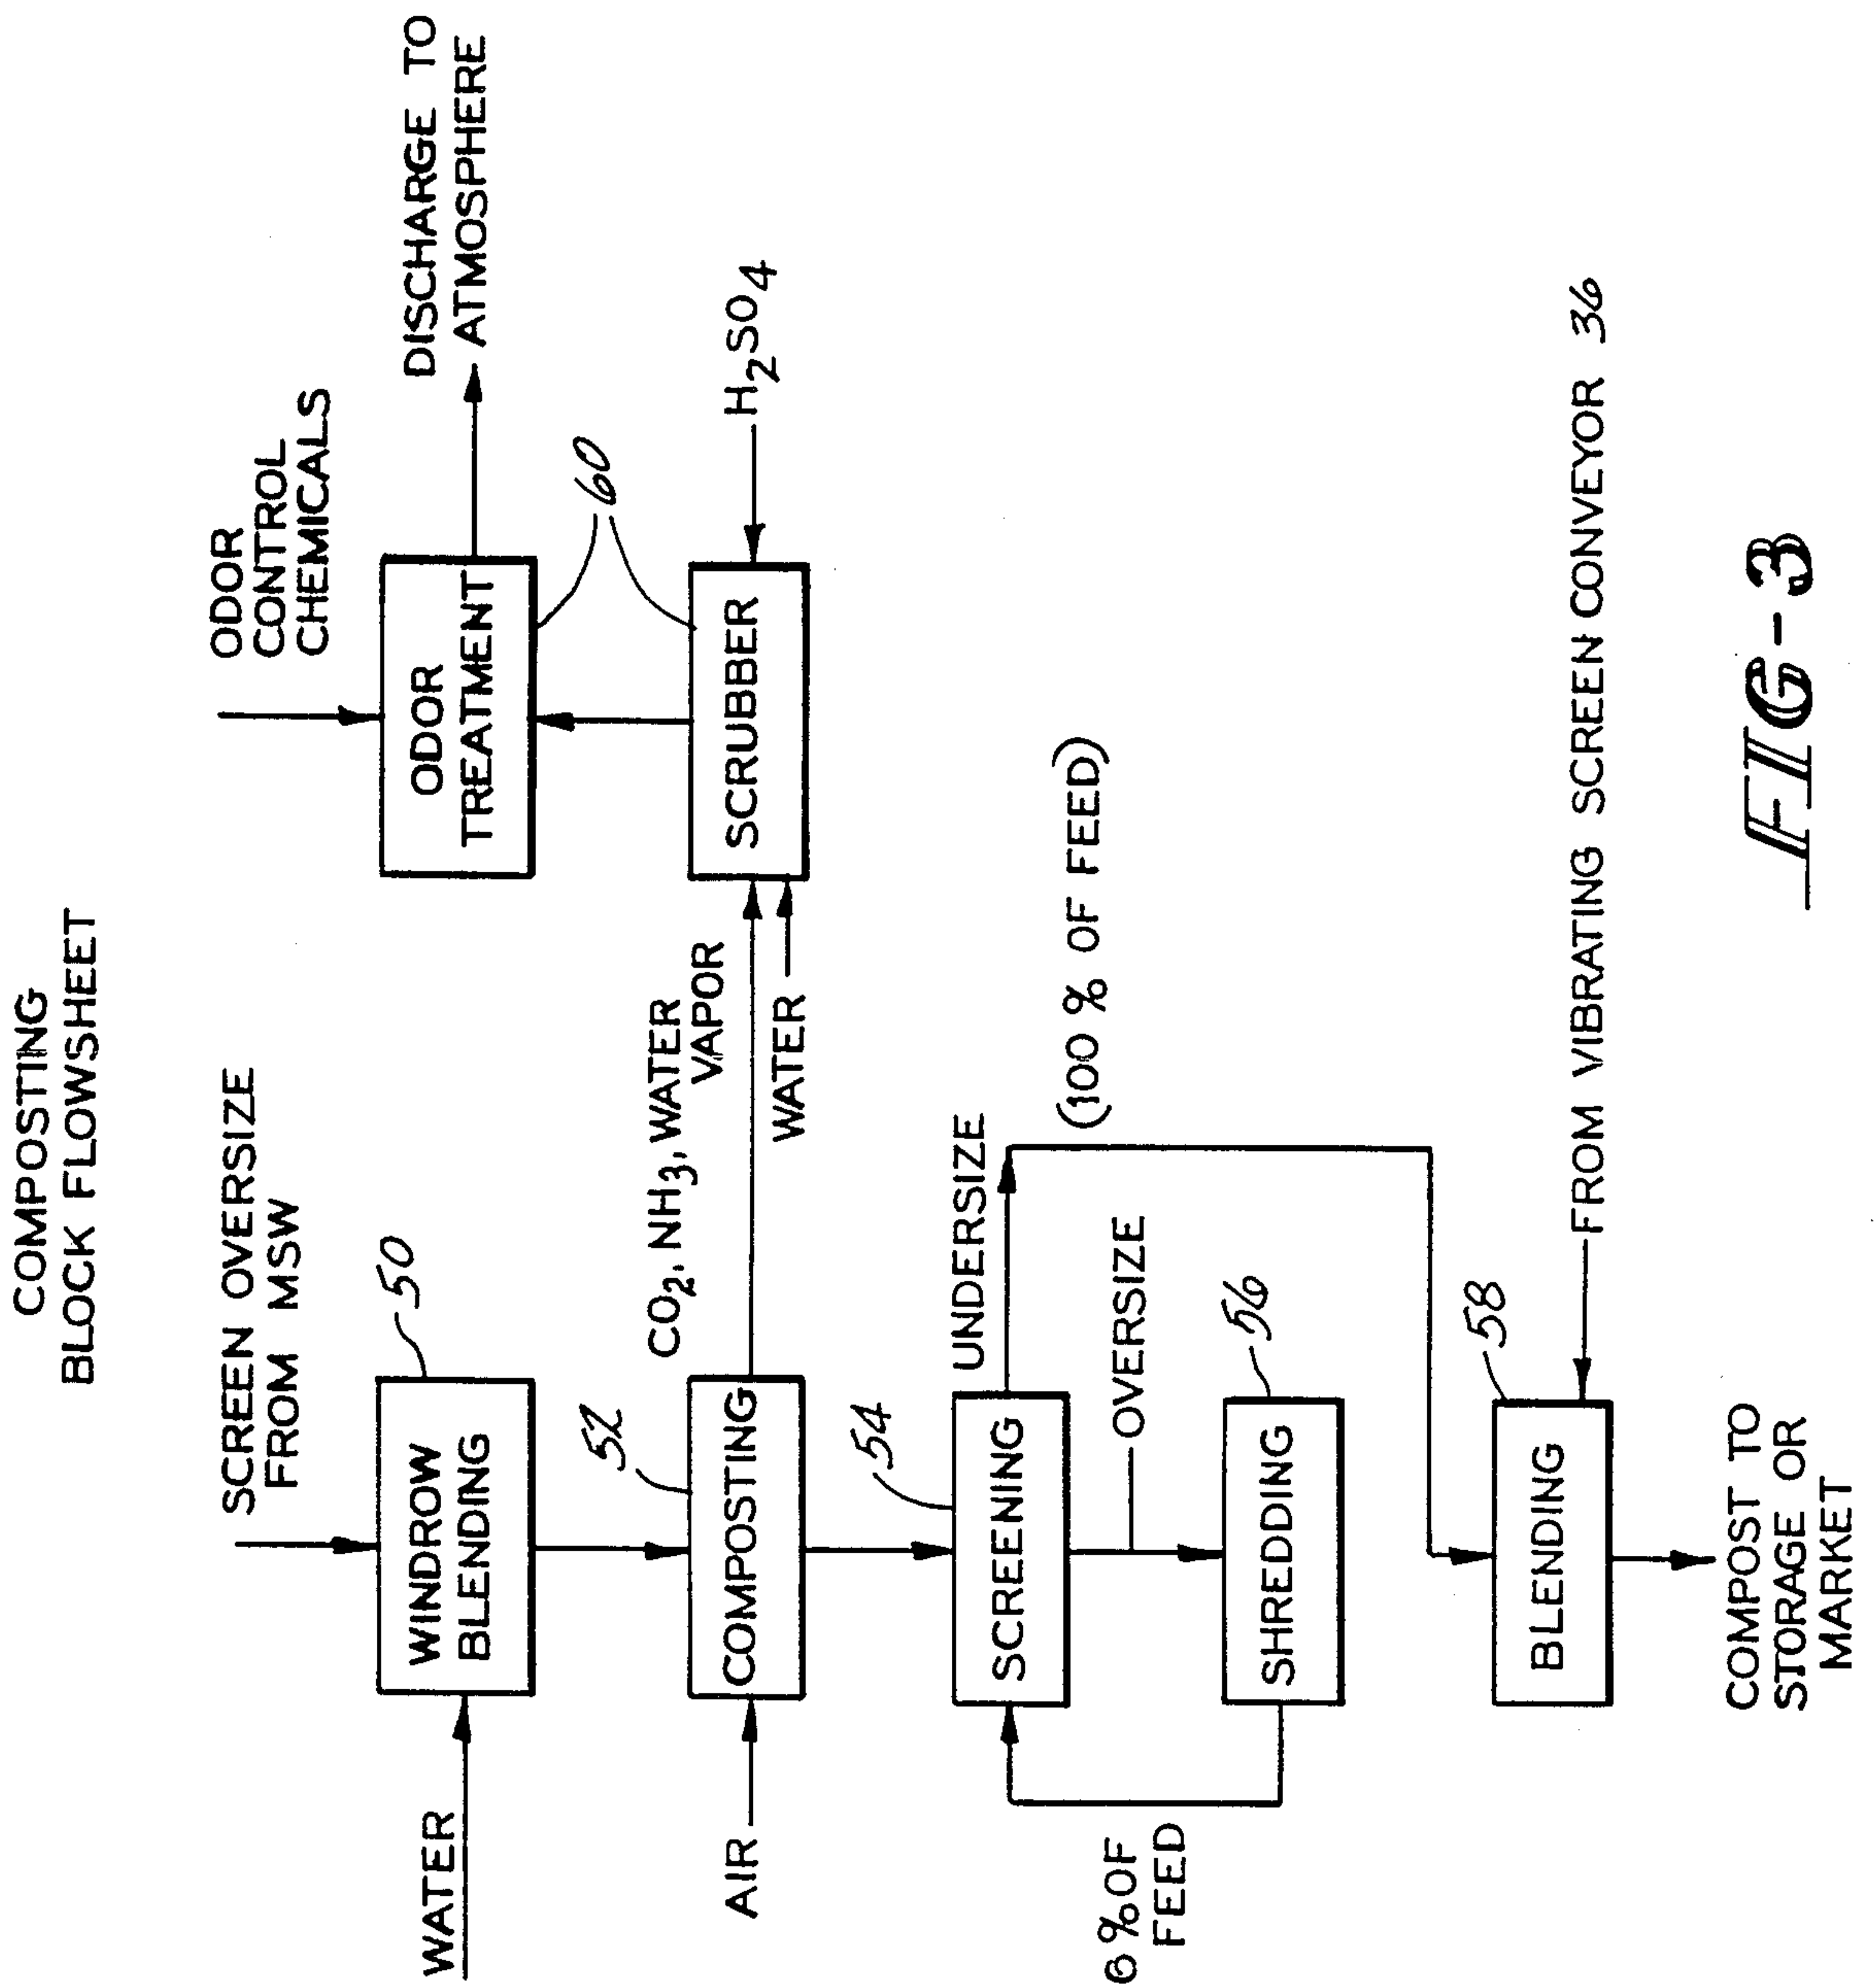 COMPOSTING
BLOCK FLOWSHEET
SCREEN OVERSIZE
FROM MSW
ODOR
CONTROL
CHEMICALS
WATER
WINDROW
BLENDING
50
ODOR
TREATMENT
DISCHARGE TO
ATMOSPHERE
60
AIR
COMPOSTING
52
CO2, NH3, WATER
VAPOR
WATER
SCRUBBER
H2SO4
SCREENING
54
UNDERSIZE
(100 % OF FEED)
OVERSIZE
6 % OF
FEED
SHREDDING
56
BLENDING
58
FROM VIBRATING SCREEN CONVEYOR 36
COMPOST TO
STORAGE OR
MARKET
FIG-3